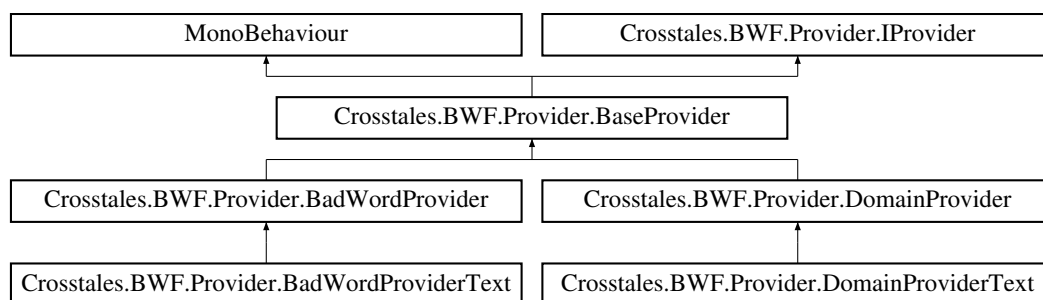 MonoBehaviour
Crosstales.BWF.Provider.IProvider
Crosstales.BWF.Provider.BaseProvider
Crosstales.BWF.Provider.BadWordProvider
Crosstales.BWF.Provider.DomainProvider
Crosstales.BWF.Provider.BadWordProviderText
Crosstales.BWF.Provider.DomainProviderText